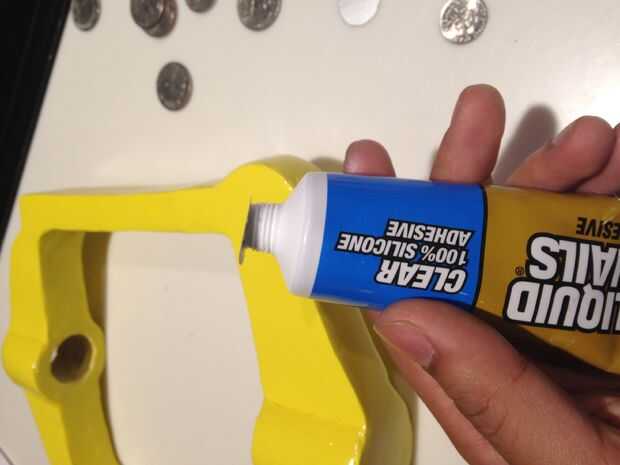 LIQUID
NAILS®
CLEAR
100% SILICONE
ADHESIVE